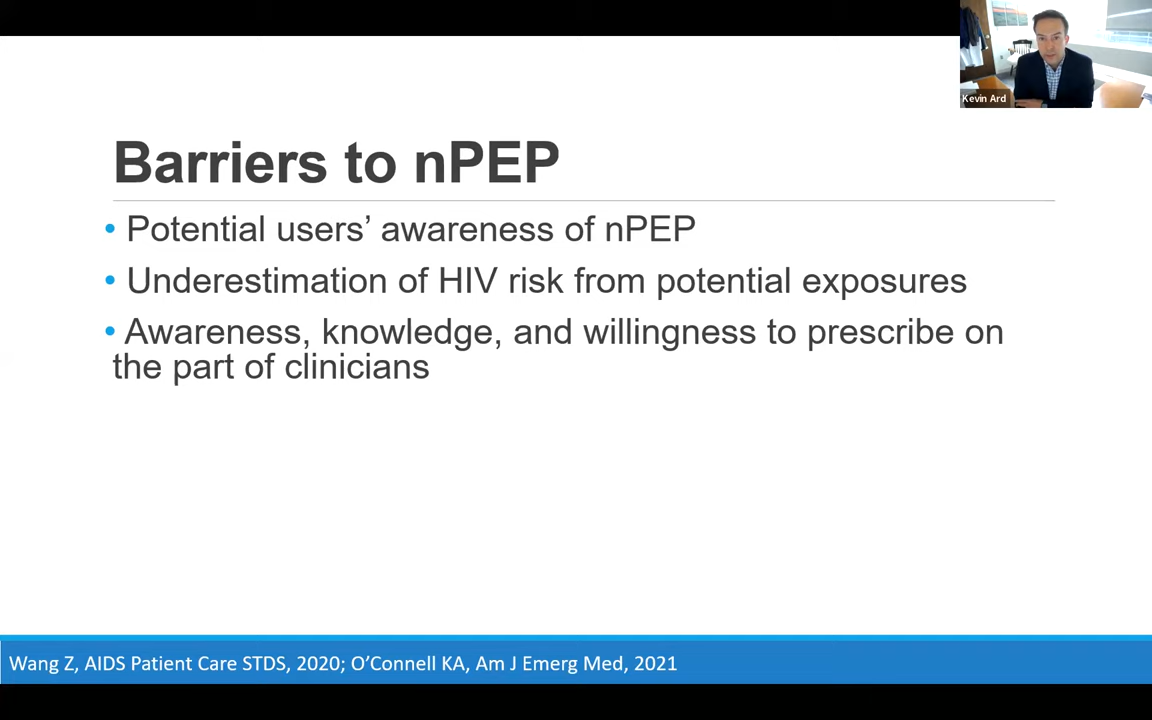 Kevin Ard
Barriers to nPEP
• Potential users’ awareness of nPEP
• Underestimation of HIV risk from potential exposures
• Awareness, knowledge, and willingness to prescribe on
the part of clinicians
Wang Z, AIDS Patient Care STDS, 2020; O’Connell KA, Am J Emerg Med, 2021